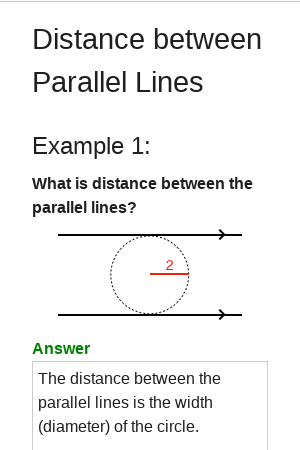 Distance between
Parallel Lines
Example 1:
What is distance between the
parallel lines?
2
Answer
The distance between the
parallel lines is the width
(diameter) of the circle.